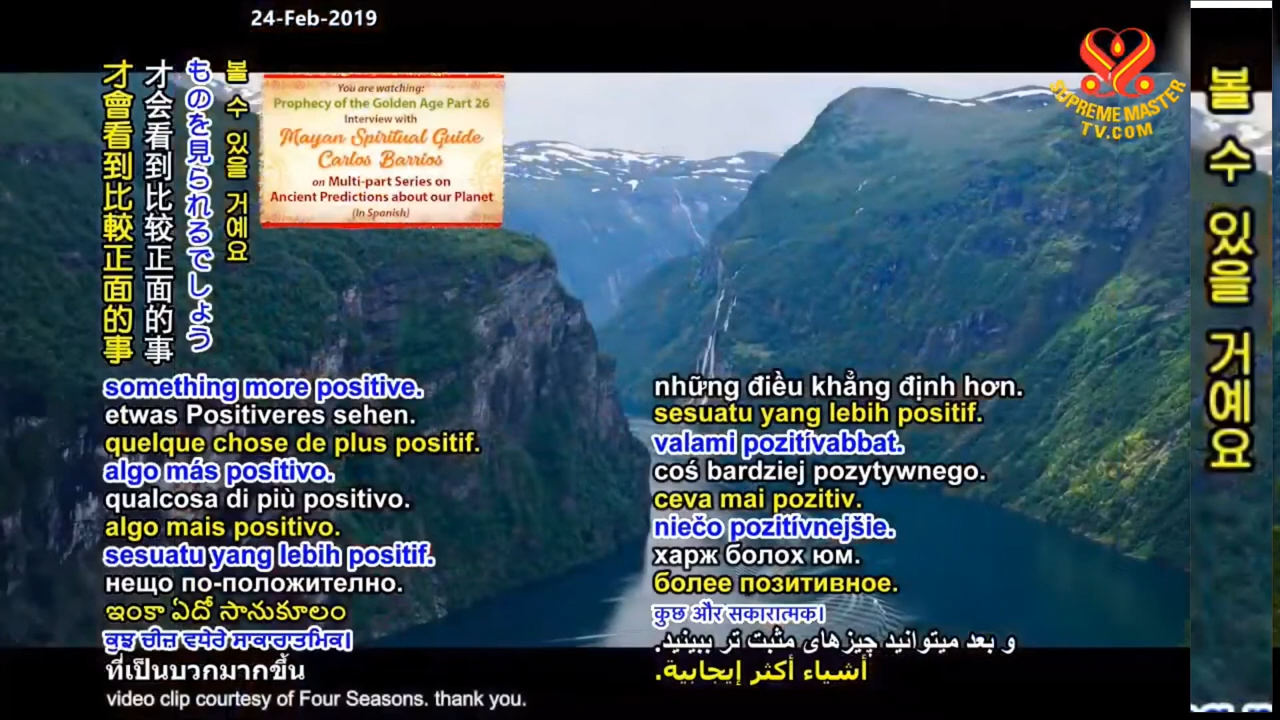 24-Feb-2019
SUPREME MASTER
TV.COM
You are watching:
Prophecy of the Golden Age Part 26
Interview with
Mayan Spiritual Guide
Carlos Barrios
on Multi-part Series on
Ancient Predictions about our Planet
(In Spanish)
볼 수 있을 거예요
ものを見られるでしょう
才会看到比较正面的事
才會看到比較正面的事
something more positive.
etwas Positiveres sehen.
quelque chose de plus positif.
algo más positivo.
qualcosa di più positivo.
algo mais positivo.
sesuatu yang lebih positif.
нещо по-положително.
ఇంకా ఏదో సానుకూలం
ਕੁਝ ਚੀਜ਼ ਵਧੇਰੇ ਸਾਕਾਰਾਤਮਿਕ।
ที่เป็นบวกมากขึ้น
video clip courtesy of Four Seasons. thank you.
những điều khẳng định hơn.
sesuatu yang lebih positif.
valami pozitívabbat.
coś bardziej pozytywnego.
ceva mai pozitiv.
niečo pozitívnejšie.
харж болох юм.
более позитивное.
कुछ और सकारात्मक।
و بعد میتوانید چیزهای مثبت تر ببینید.
أشياء أكثر إيجابية.
볼 수 있을 거예요